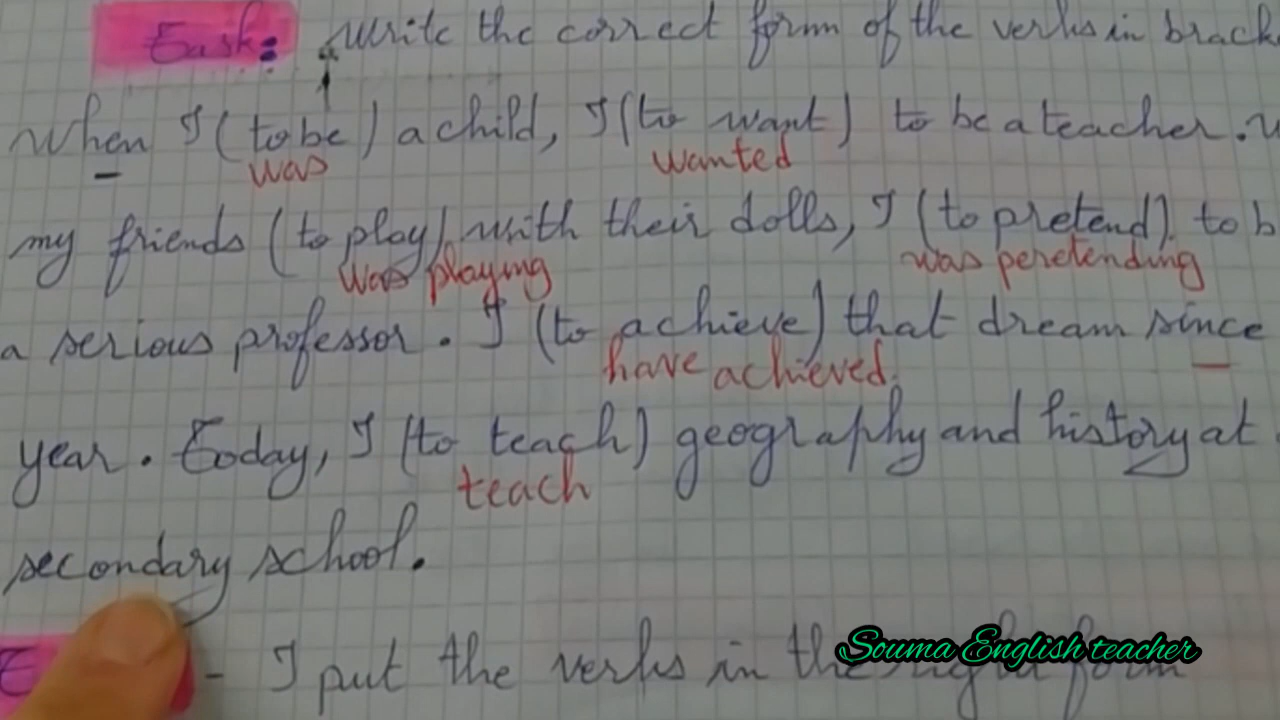 Task: Write the correct form of the verbs in brack
When I (to be) a child, I (to want) to be a teacher. w
was wanted
my friends (to play) with their dolls, I (to pretend) to b
was playing was peretending
a serious professor. I (to achieve) that dream since
have achieved.
year. Today, I (to teach) geography and history at
teach
secondary school.
- I put the verbs in the right form
Souma English teacher